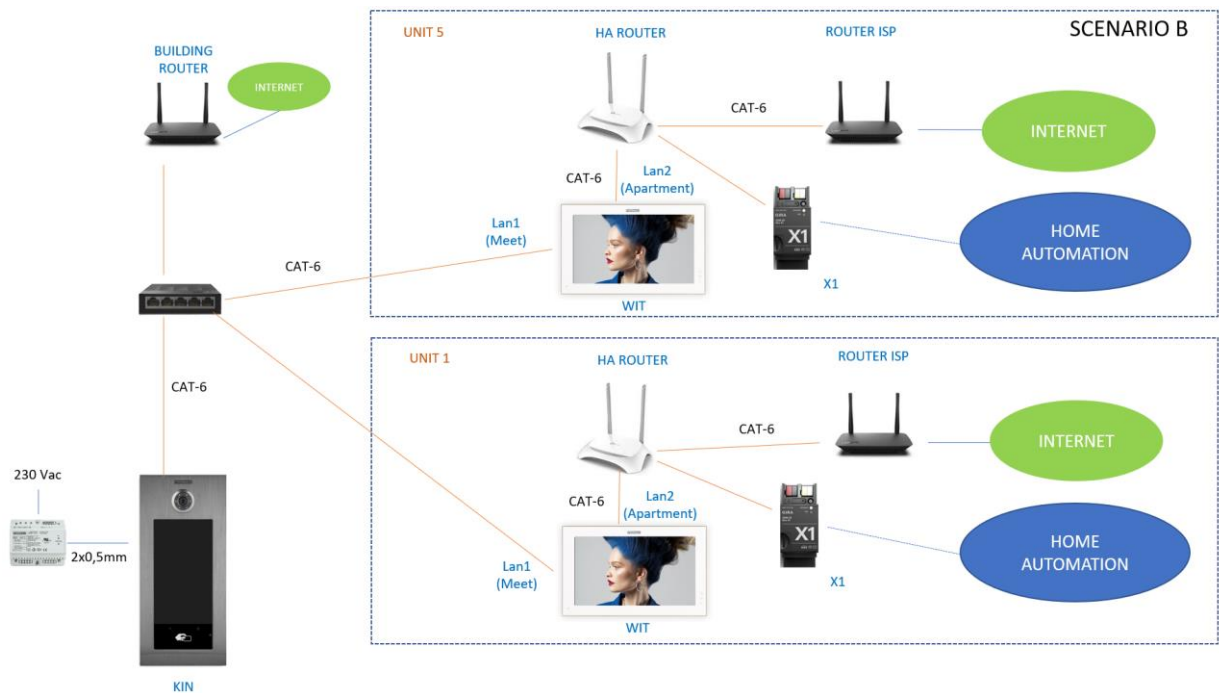 SCENARIO B
BUILDING
ROUTER
INTERNET
CAT-6
CAT-6
230 Vac
2x0,5mm
KIN
UNIT 5
HA ROUTER
ROUTER ISP
CAT-6
INTERNET
CAT-6
Lan2
(Apartment)
Lan1
(Meet)
X1
HOME
AUTOMATION
X1
WIT
UNIT 1
HA ROUTER
ROUTER ISP
CAT-6
INTERNET
CAT-6
Lan2
(Apartment)
Lan1
(Meet)
X1
HOME
AUTOMATION
X1
WIT